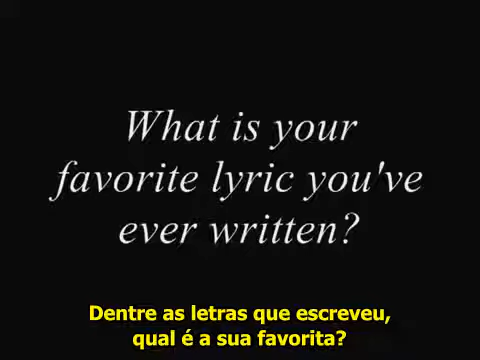 What is your
favorite lyric you've
ever written?
Dentre as letras que escreveu,
qual é a sua favorita?